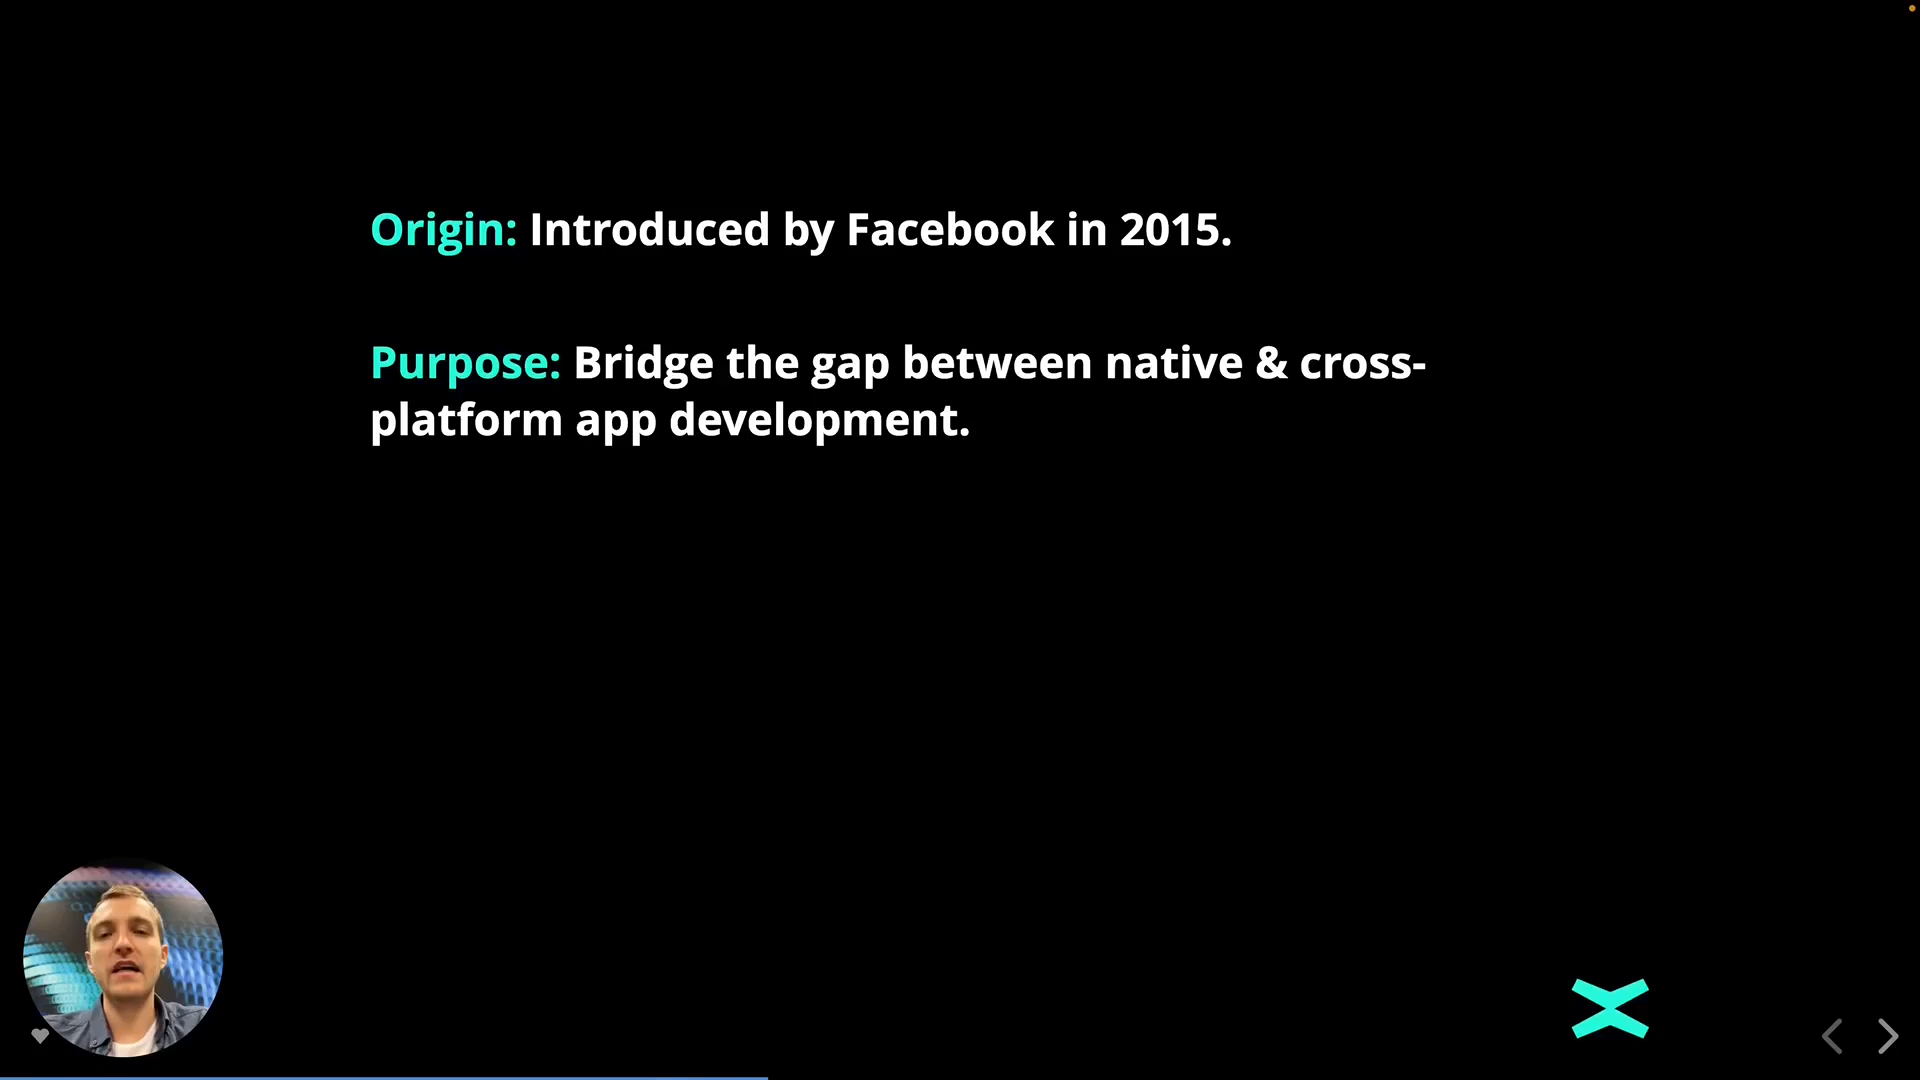 Origin: Introduced by Facebook in 2015.
Purpose: Bridge the gap between native & cross-
platform app development.